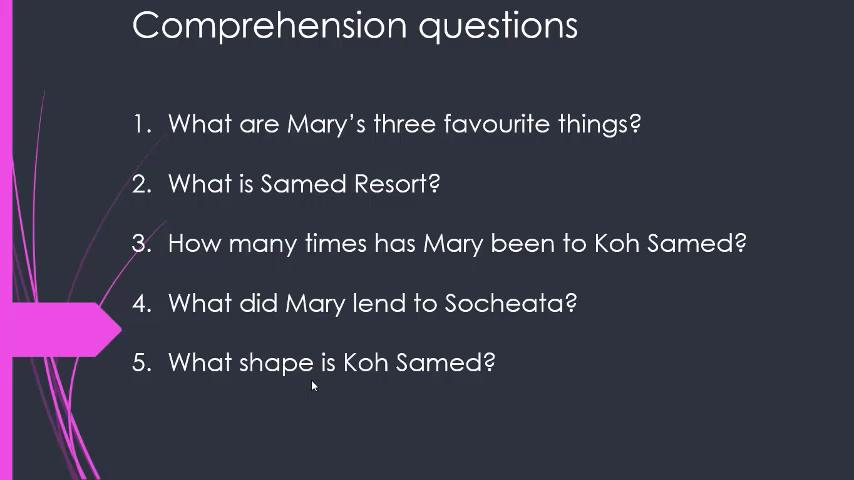 Comprehension questions
1. What are Mary's three favourite things?
2. What is Samed Resort?
3. How many times has Mary been to Koh Samed?
4. What did Mary lend to Socheata?
5. What shape is Koh Samed?